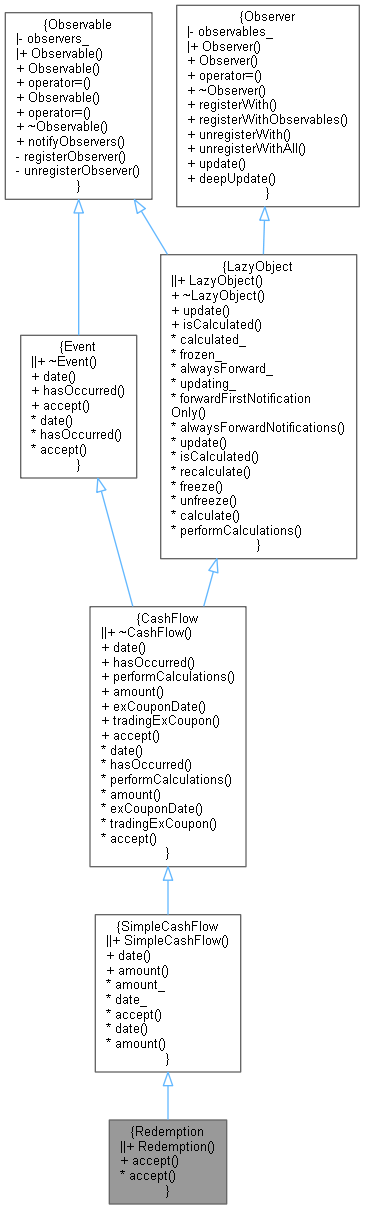 {Observable
|- observers_
|+ Observable()
+ Observable()
+ operator=()
+ Observable()
+ operator=()
+ ~Observable()
+ notifyObservers()
- registerObserver()
- unregisterObserver()
}
{Observer
|- observables_
|+ Observer()
+ Observer()
+ operator=()
+ ~Observer()
+ registerWith()
+ registerWithObservables()
+ unregisterWith()
+ unregisterWithAll()
+ update()
+ deepUpdate()
}
{Event
||+ ~Event()
+ date()
+ hasOccurred()
+ accept()
* date()
* hasOccurred()
* accept()
}
{LazyObject
||+ LazyObject()
+ ~LazyObject()
+ update()
+ isCalculated()
* calculated_
* frozen_
* alwaysForward_
* updating_
* forwardFirstNotification
Only()
* alwaysForwardNotifications()
* update()
* isCalculated()
* recalculate()
* freeze()
* unfreeze()
* calculate()
* performCalculations()
}
{CashFlow
||+ ~CashFlow()
+ date()
+ hasOccurred()
+ performCalculations()
+ amount()
+ exCouponDate()
+ tradingExCoupon()
+ accept()
* date()
* hasOccurred()
* performCalculations()
* amount()
* exCouponDate()
* tradingExCoupon()
* accept()
}
{SimpleCashFlow
||+ SimpleCashFlow()
+ date()
+ amount()
* amount_
* date_
* accept()
* date()
* amount()
}
{Redemption
||+ Redemption()
+ accept()
* accept()
}